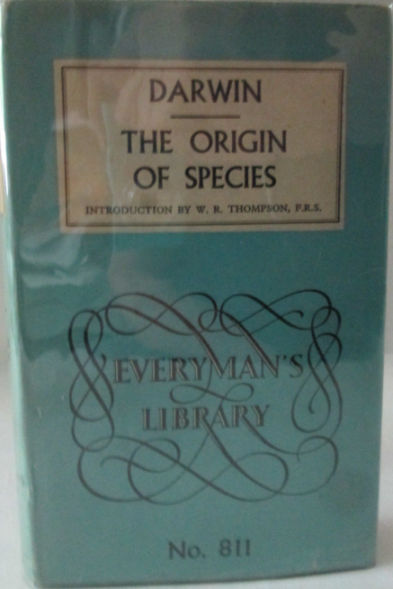 DARWIN
THE ORIGIN
OF SPECIES
INTRODUCTION BY W. R. THOMPSON, F.R.S.
EVERYMAN'S
LIBRARY
No. 811